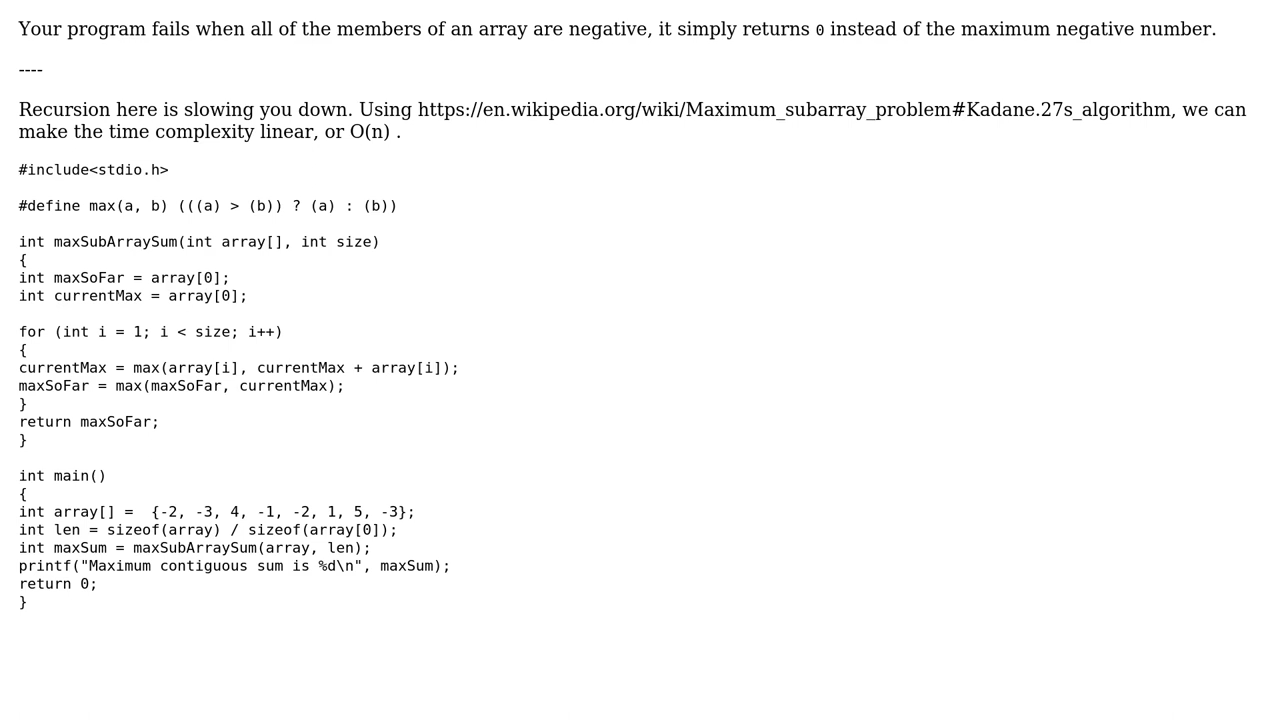 Your program fails when all of the members of an array are negative, it simply returns 0 instead of the maximum negative number.
----
Recursion here is slowing you down. Using https://en.wikipedia.org/wiki/Maximum_subarray_problem#Kadane.27s_algorithm, we can
make the time complexity linear, or O(n) .
#include<stdio.h>
#define max(a, b) (((a) > (b)) ? (a) : (b))
int maxSubArraySum(int array[], int size)
{
int maxSoFar = array[0];
int currentMax = array[0];
for (int i = 1; i < size; i++)
{
currentMax = max(array[i], currentMax + array[i]);
maxSoFar = max(maxSoFar, currentMax);
}
return maxSoFar;
}
int main()
{
int array[] =  {-2, -3, 4, -1, -2, 1, 5, -3};
int len = sizeof(array) / sizeof(array[0]);
int maxSum = maxSubArraySum(array, len);
printf("Maximum contiguous sum is %d\n", maxSum);
return 0;
}